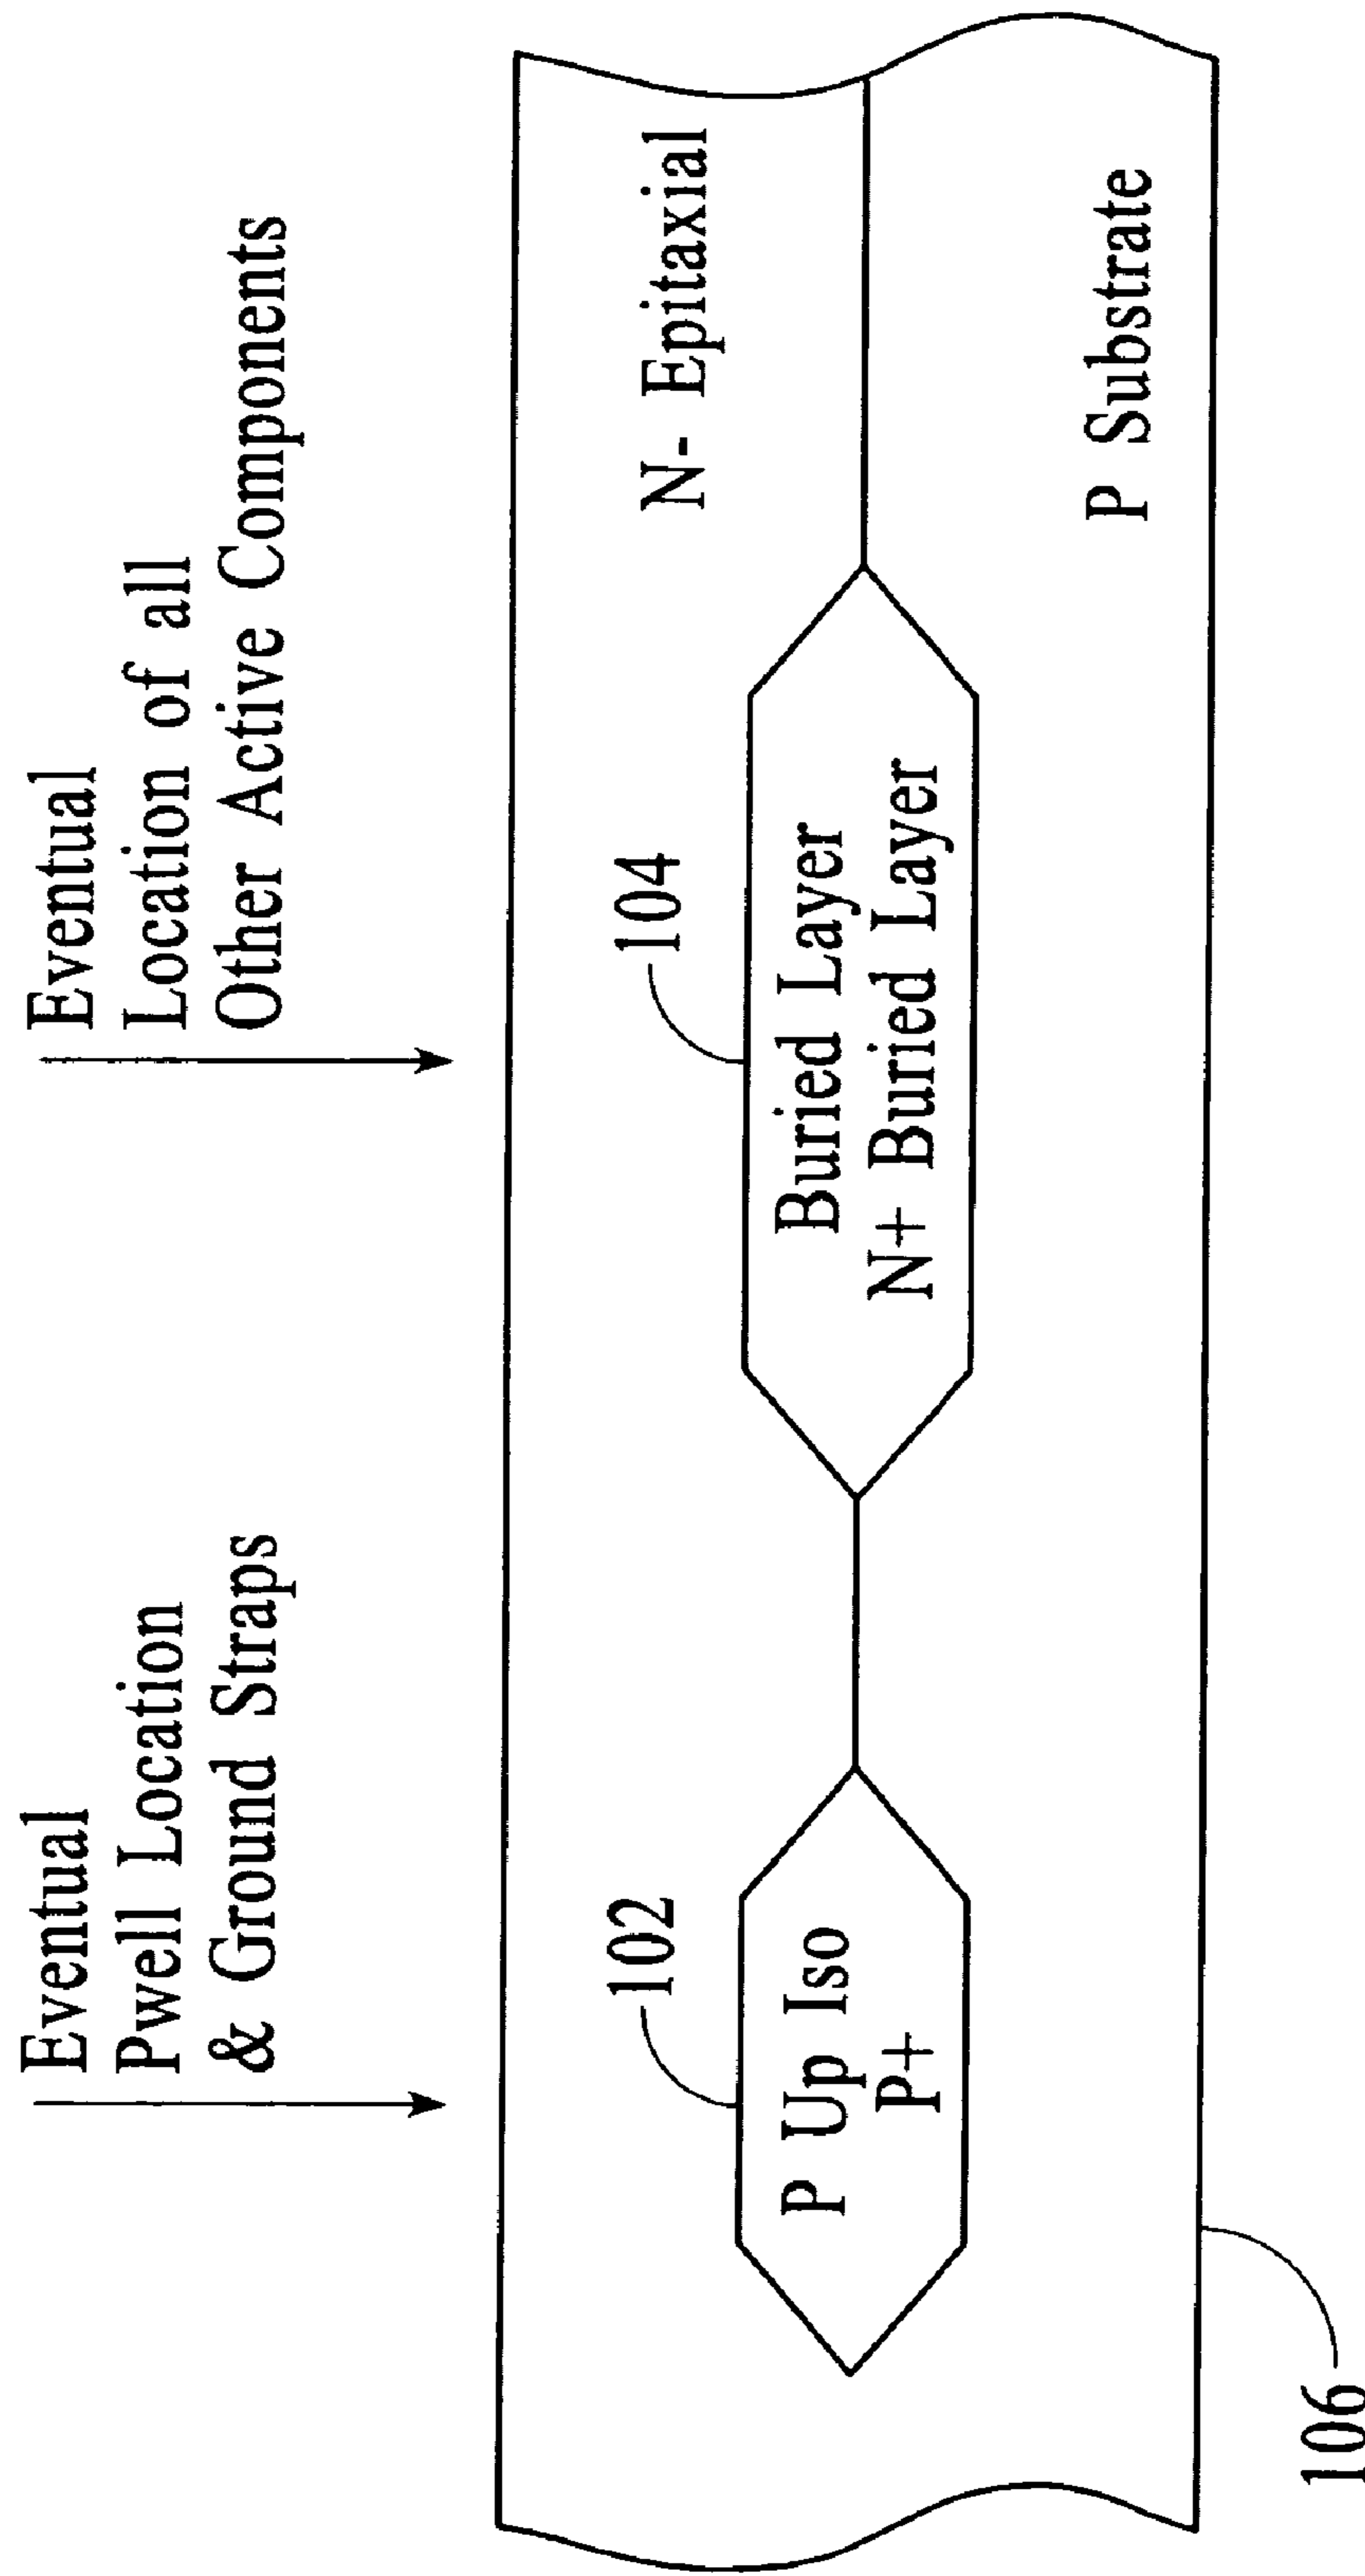 Eventual
Pwell Location
& Ground Straps
Eventual
Location of all
Other Active Components
102
104
N- Epitaxial
P Up Iso
P+
Buried Layer
N+ Buried Layer
P Substrate
106